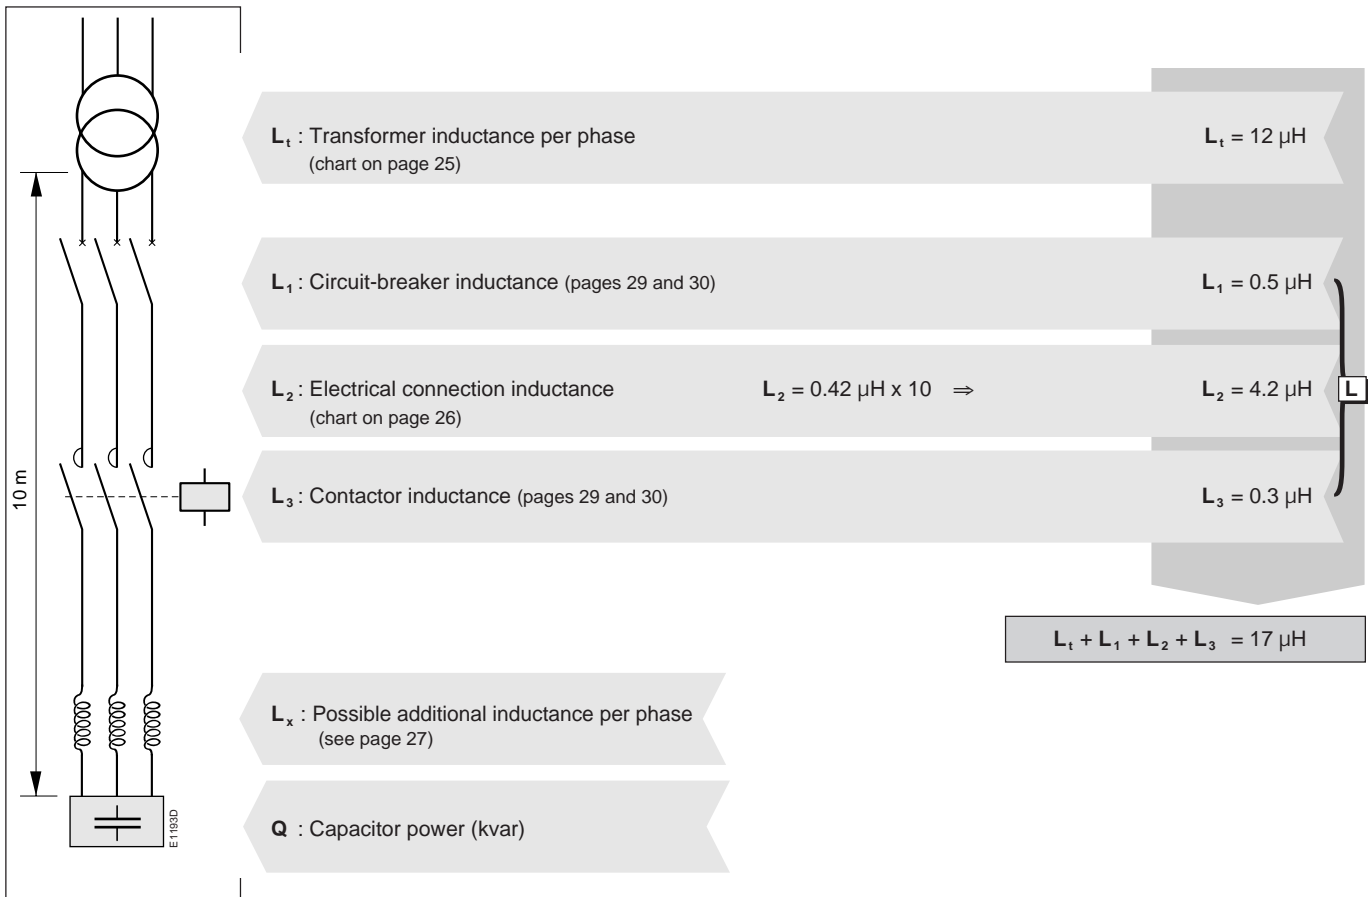 Lt : Transformer inductance per phase
(chart on page 25)
Lt = 12 µH
L1 : Circuit-breaker inductance (pages 29 and 30)
L1 = 0.5 µH
L2 : Electrical connection inductance
(chart on page 26)
L2 = 0.42 µH x 10 ⇒
L2 = 4.2 µH
L
L3 : Contactor inductance (pages 29 and 30)
L3 = 0.3 µH
10 m
Lt + L1 + L2 + L3 = 17 µH
Lx : Possible additional inductance per phase
(see page 27)
Q : Capacitor power (kvar)
E1193D